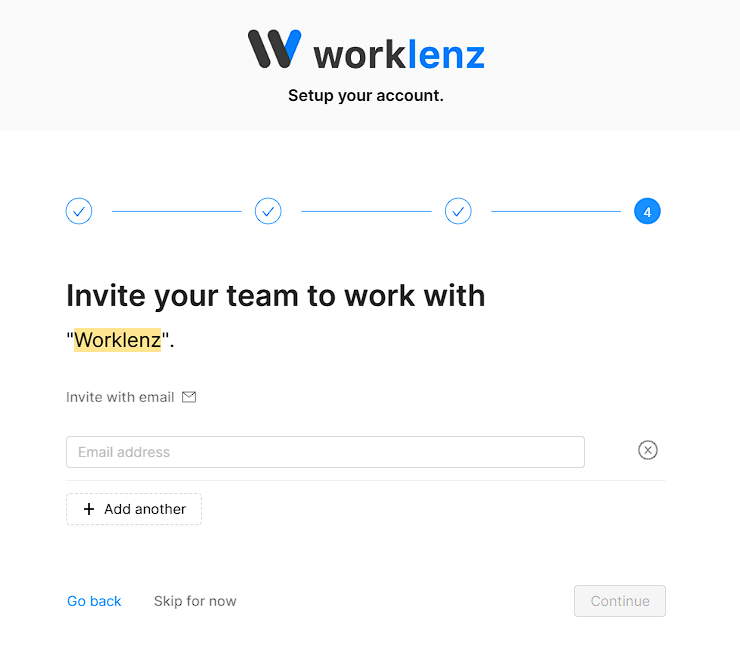 worklenz
Setup your account.
4
Invite your team to work with
"Worklenz".
Invite with email
Email address
Add another
Go back Skip for now Continue